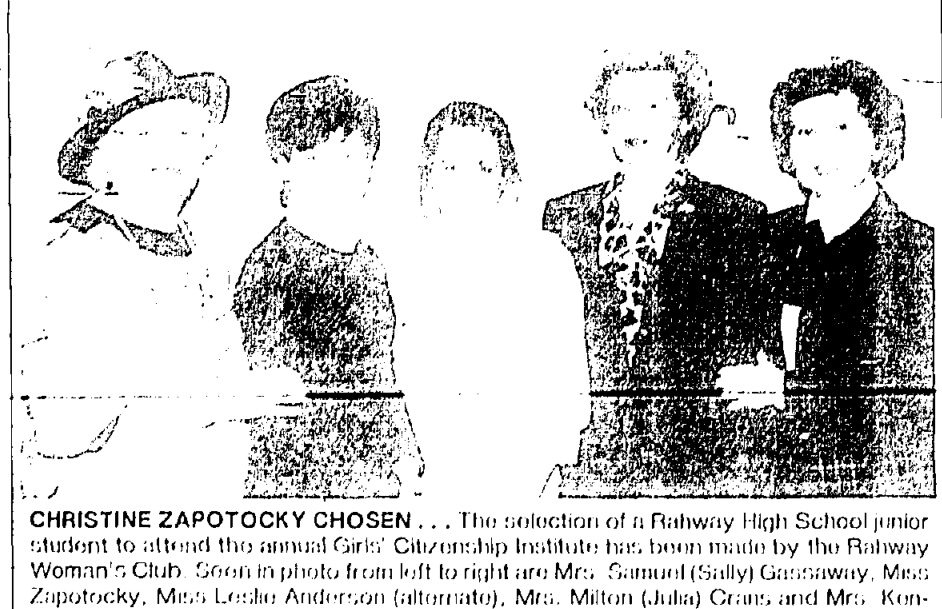 CHRISTINE ZAPOTOCKY CHOSEN . . . The selection of a Rahway High School junior
student to attend the annual Girls' Citizenship Institute has been made by the Rahway
Woman's Club. Seen in photo from left to right are Mrs. Samuel (Sally) Gassaway, Miss
Zapotocky, Miss Leslie Anderson (alternate), Mrs. Milton (Julia) Crans and Mrs. Ken-